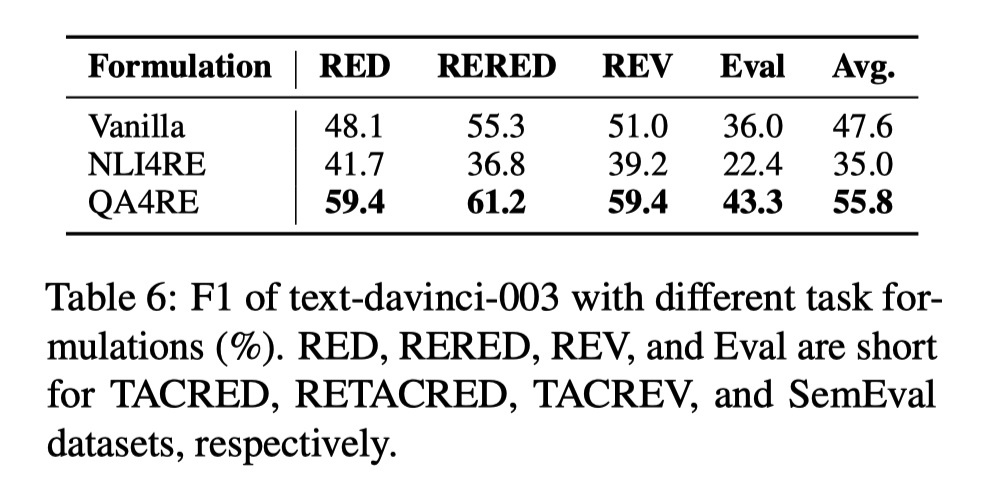 Formulation RED RERED REV Eval Avg.
Vanilla 48.1 55.3 51.0 36.0 47.6
NLI4RE 41.7 36.8 39.2 22.4 35.0
QA4RE 59.4 61.2 59.4 43.3 55.8
Table 6: F1 of text-davinci-003 with different task for-
mulations (%). RED, RERED, REV, and Eval are short
for TACRED, RETACRED, TACREV, and SemEval
datasets, respectively.